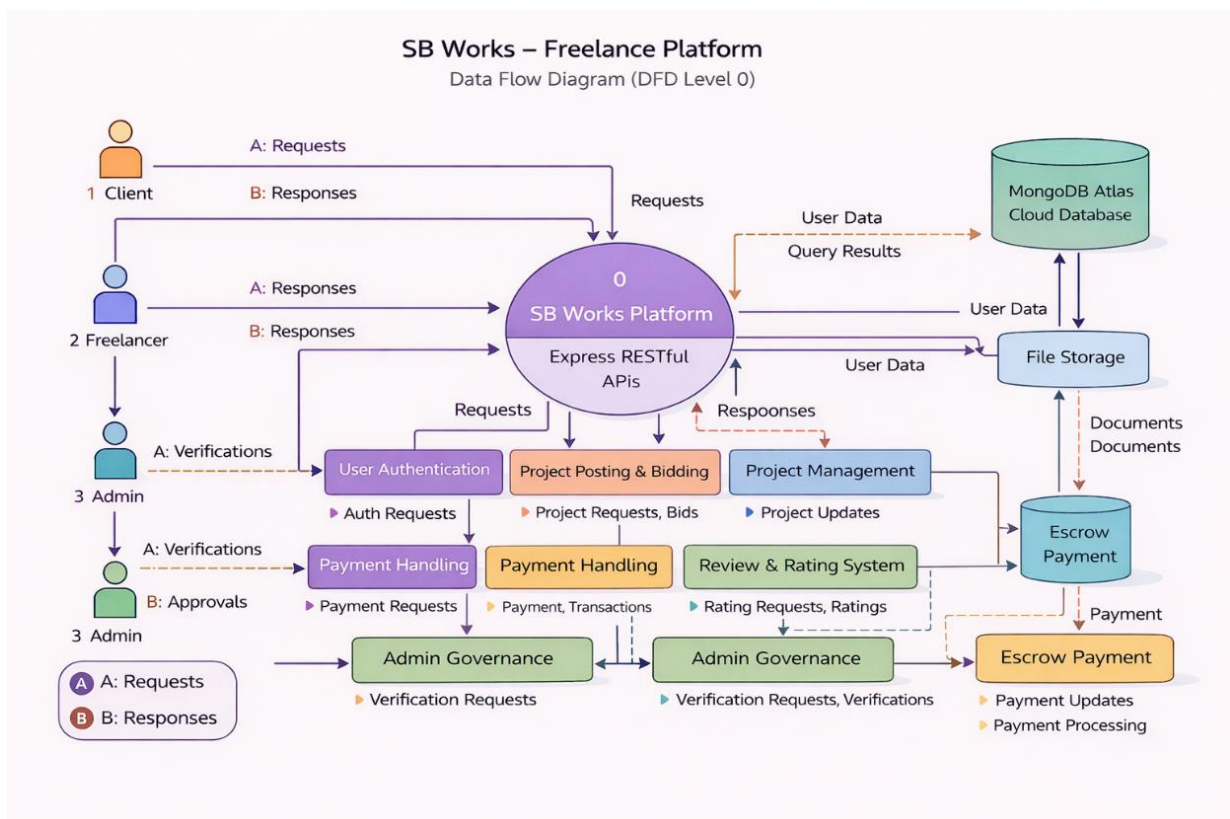 SB Works – Freelance Platform
Data Flow Diagram (DFD Level 0)
A: Requests
B: Responses
1 Client
Requests
User Data
Query Results
MongoDB Atlas
Cloud Database
0
SB Works Platform
Express RESTful
APIs
A: Responses
B: Responses
2 Freelancer
User Data
User Data
File Storage
Requests
Respoonses
Documents
Documents
A: Verifications
3 Admin
User Authentication
Project Posting & Bidding
Project Management
Auth Requests
Project Requests, Bids
Project Updates
Escrow
Payment
A: Verifications
B: Approvals
3 Admin
Payment Handling
Payment Handling
Review & Rating System
Payment Requests
Payment, Transactions
Rating Requests, Ratings
Payment
Admin Governance
Admin Governance
Escrow Payment
Verification Requests
Verification Requests, Verifications
Payment Updates
Payment Processing
A A: Requests
B B: Responses